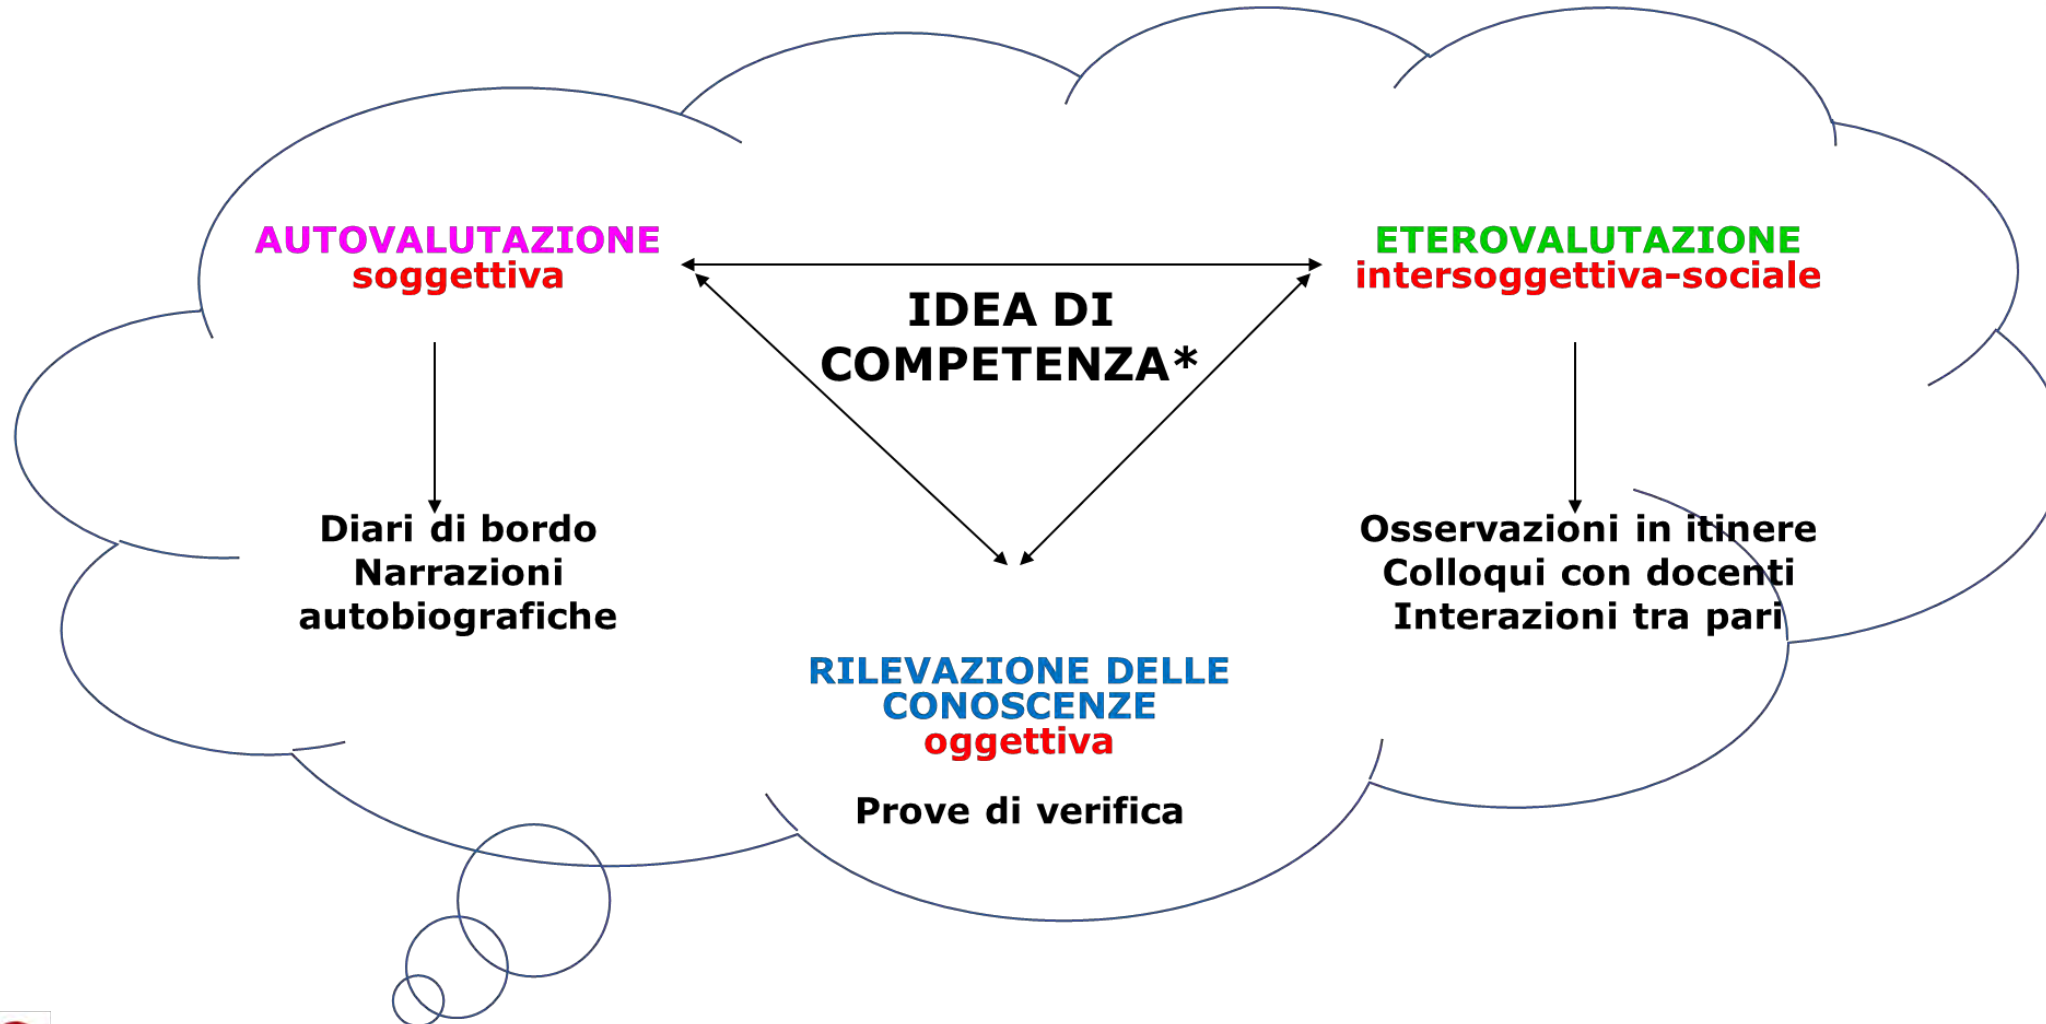 AUTOVALUTAZIONE
soggettiva
ETEROVALUTAZIONE
intersoggettiva-sociale
IDEA DI
COMPETENZA*
Diari di bordo
Narrazioni
autobiografiche
Osservazioni in itinere
Colloqui con docenti
Interazioni tra pari
RILEVAZIONE DELLE
CONOSCENZE
oggettiva
Prove di verifica